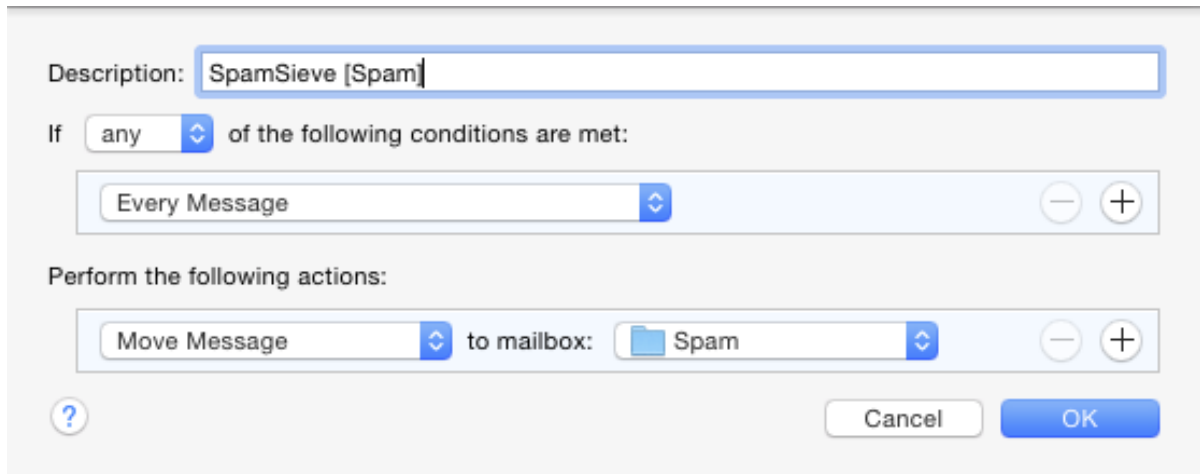 Description: SpamSieve [Spam]
If any of the following conditions are met:
Every Message
Perform the following actions:
Move Message to mailbox: Spam
? Cancel OK